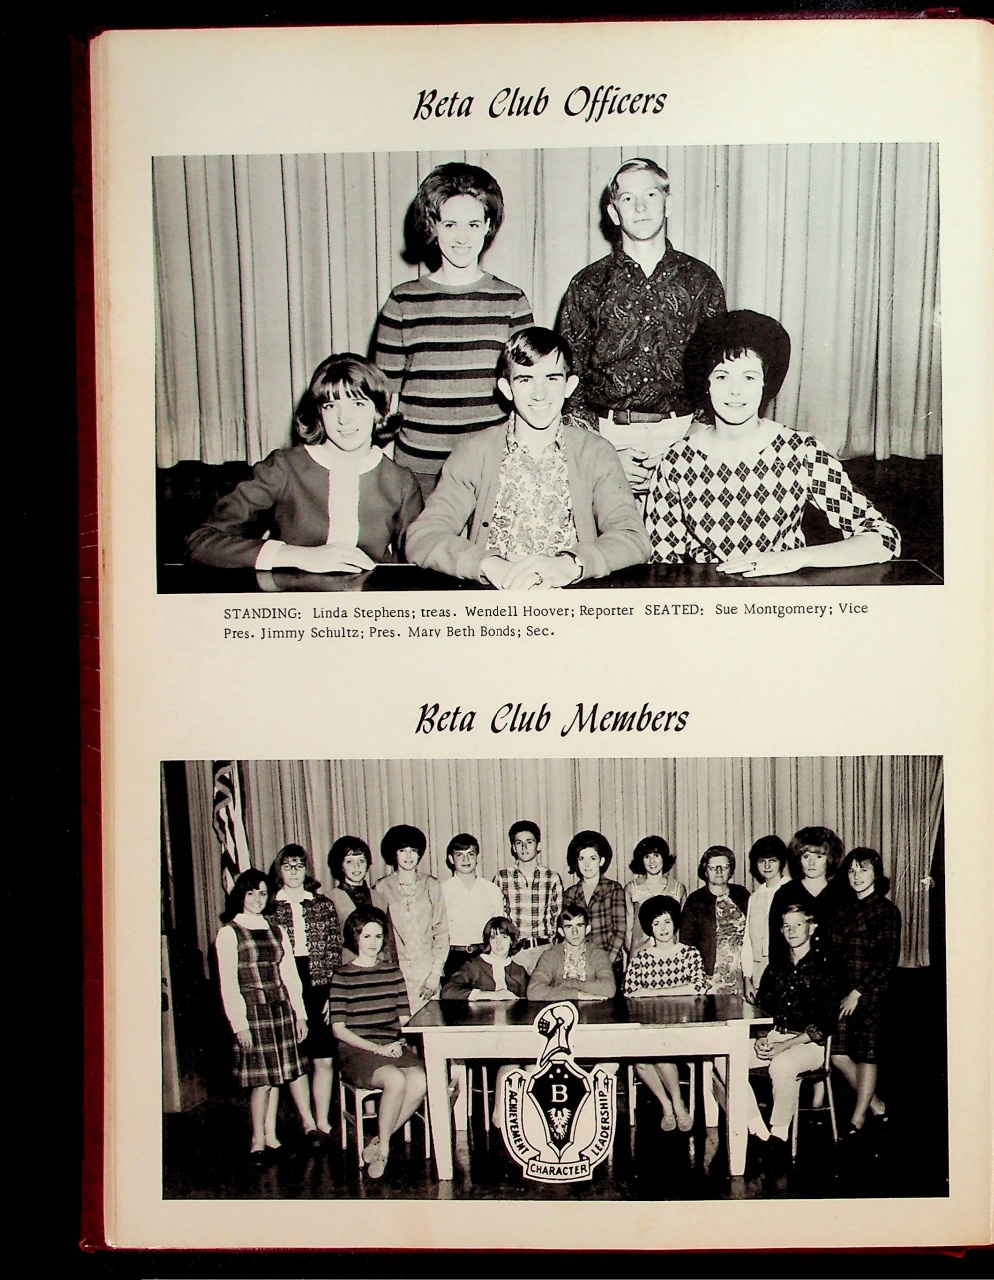 Beta Club Officers
STANDING: Linda Stephens; treas. Wendell Hoover; Reporter SEATED: Sue Montgomery; Vice
Pres. Jimmy Schultz; Pres. Mary Beth Bonds; Sec.
Beta Club Members
B
ACHIEVEMENT
CHARACTER
LEADERSHIP